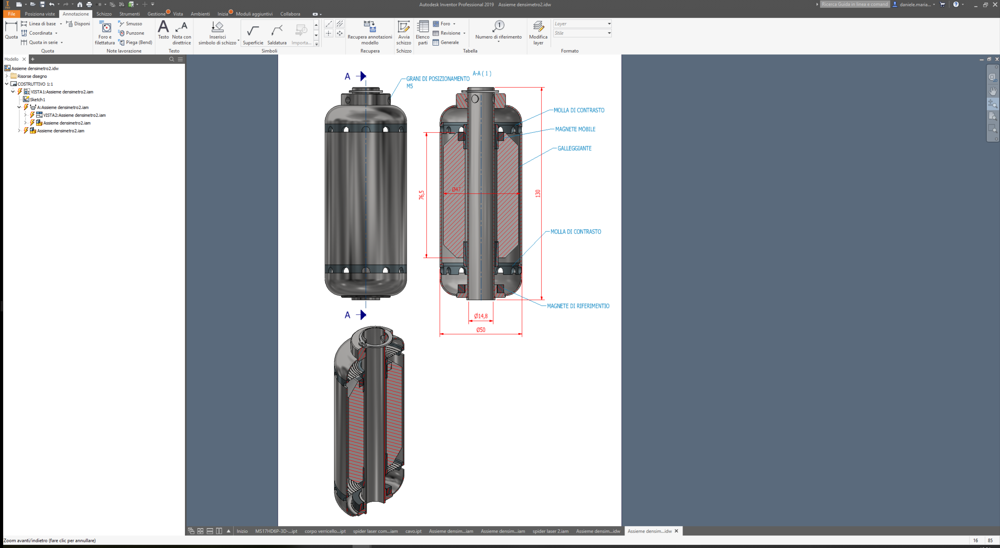 Autodesk Inventor Professional 2019   Assieme densimetro2.idw
Ricerca Guida in linea e comand
daniele.maria...
PRO
File
Posiziona viste
Annotazione
Schizzo
Strumenti
Gestione
Vista
Ambienti
Inizia
Moduli aggiuntivi
Collabora
Quota
Linea di base
Disponi
Coordinata
Quota in serie
Quota
Foro e filettatura
Smusso
Punzone
Piega (Bend)
Note lavorazione
Testo
Nota con direttrice
Testo
Inserisci simbolo di schizzo
Superficie
Saldatura
Importa...
Simboli
Recupera annotazioni modello
Recupera
Avvia schizzo
Schizzo
Elenco parti
Foro
Revisione
Generale
Numero di riferimento
Tabella
Modifica layer
Layer
Stile
Formato
Modello
Assieme densimetro2.idw
Risorse disegno
COSTRUTTIVO 1:1
VISTA1:Assieme densimetro2.iam
Sketch1
A:Assieme densimetro2.iam
VISTA2:Assieme densimetro2.iam
Assieme densimetro2.iam
Assieme densimetro2.iam
A
GRANI DI POSIZIONAMENTO
M5
A-A ( 1 )
MOLLA DI CONTRASTO
MAGNETE MOBILE
GALLEGGIANTE
Ø47
76,5
130
MOLLA DI CONTRASTO
MAGNETE DI RIFERIMENTIO
A
Ø14,8
Ø50
Inizio
MS17HD6P-3D-...ipt
corpo verricello...ipt
spider laser com...iam
cavo.ipt
Assieme densim...iam
Assieme densim...iam
spider laser 2.iam
Assieme densim...idw
Assieme densim...idw
Zoom avanti/indietro (fare clic per annullare)
16
85